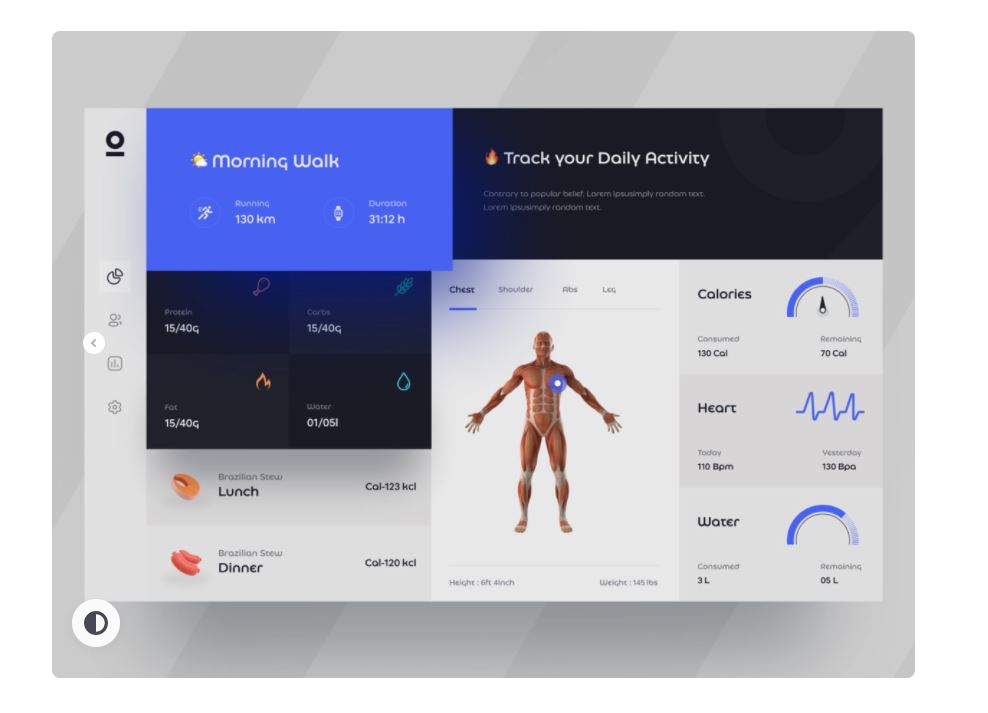 Morning Walk
Running
130 km
Duration
31:12 h
Track your Daily Activity
Contrary to popular belief, Lorem Ipsusimply random text.
Lorem Ipsusimply random text.
Protein
15/40g
Carbs
15/40g
Fat
15/40g
Water
01/05l
Brazilian Stew
Lunch
Cal-123 kcl
Brazilian Stew
Dinner
Cal-120 kcl
Chest
Shoulder
Abs
Leg
Height : 6ft 4inch
Weight : 145 lbs
Calories
Consumed
130 Cal
Remaining
70 Cal
Heart
Today
110 Bpm
Yesterday
130 Bpa
Water
Consumed
3 L
Remaining
05 L